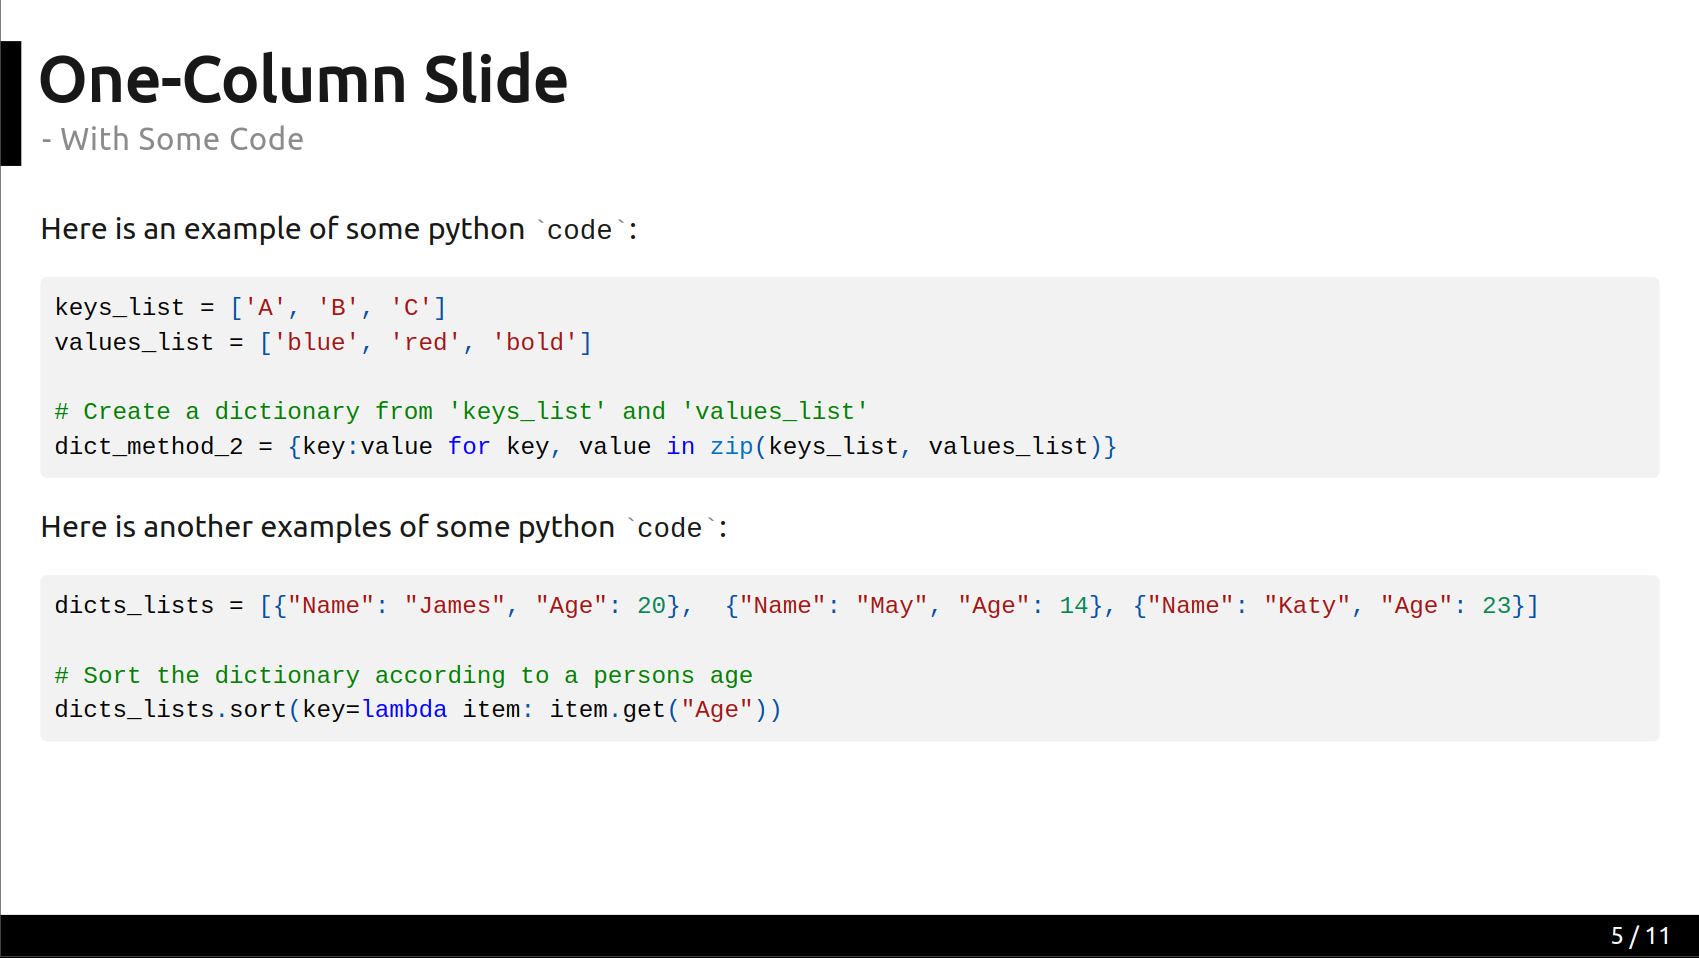 One-Column Slide
- With Some Code
Here is an example of some python `code`:
keys_list = ['A', 'B', 'C']
values_list = ['blue', 'red', 'bold']
# Create a dictionary from 'keys_list' and 'values_list'
dict_method_2 = {key:value for key, value in zip(keys_list, values_list)}
Here is another examples of some python `code`:
dicts_lists = [{"Name": "James", "Age": 20},  {"Name": "May", "Age": 14}, {"Name": "Katy", "Age": 23}]
# Sort the dictionary according to a persons age
dicts_lists.sort(key=lambda item: item.get("Age"))
5 / 11